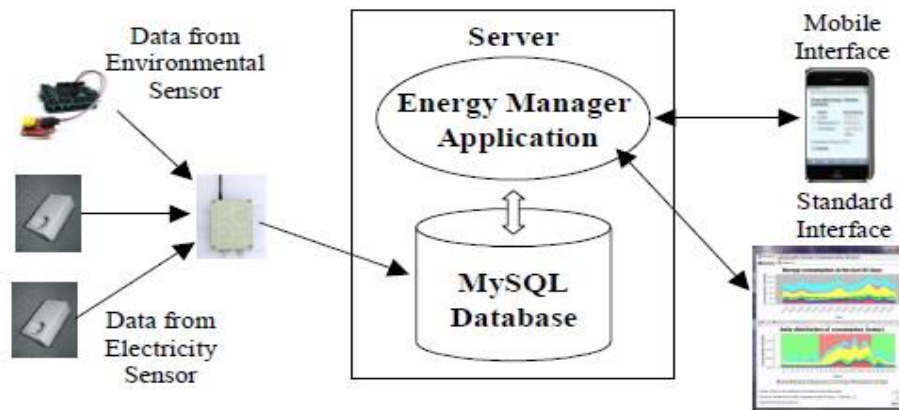 Data from
Environmental
Sensor
Server
Energy Manager
Application
MySQL
Database
Mobile
Interface
Standard
Interface
Data from
Electricity
Sensor